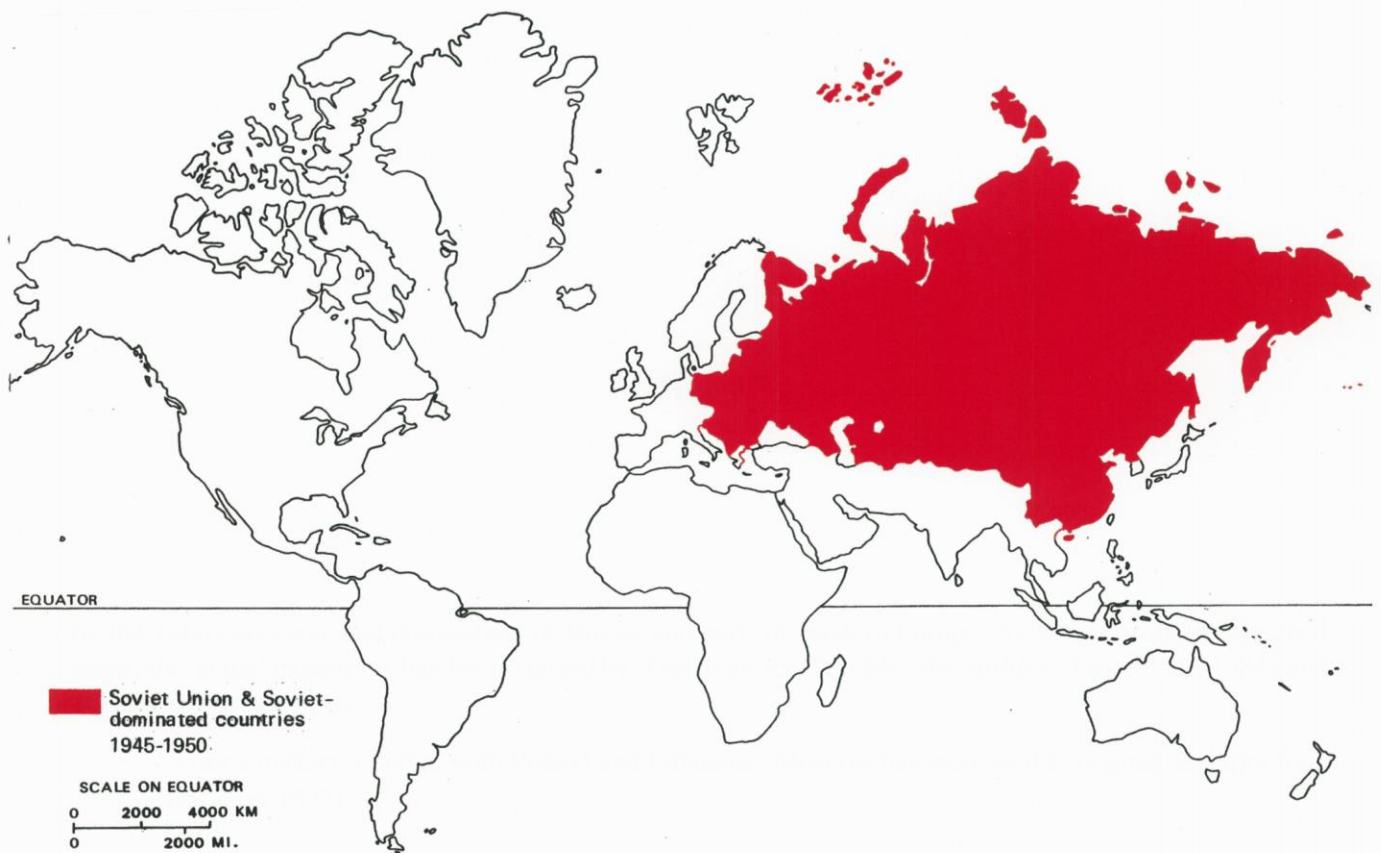 EQUATOR
Soviet Union & Soviet-
dominated countries
1945-1950
SCALE ON EQUATOR
0 2000 4000 KM
0 2000 MI.